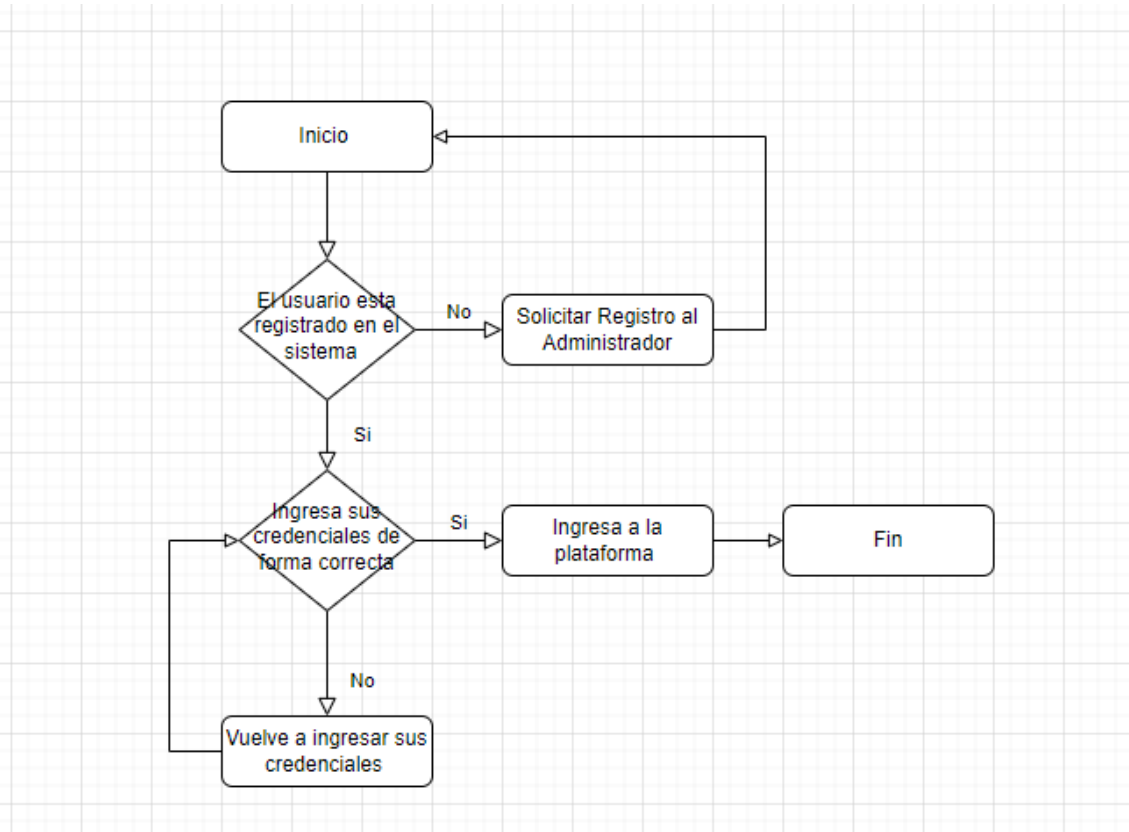 Inicio
El usuario esta
registrado en el
sistema
No
Solicitar Registro al
Administrador
Si
Ingresa sus
credenciales de
forma correcta
Si
Ingresa a la
plataforma
Fin
No
Vuelve a ingresar sus
credenciales